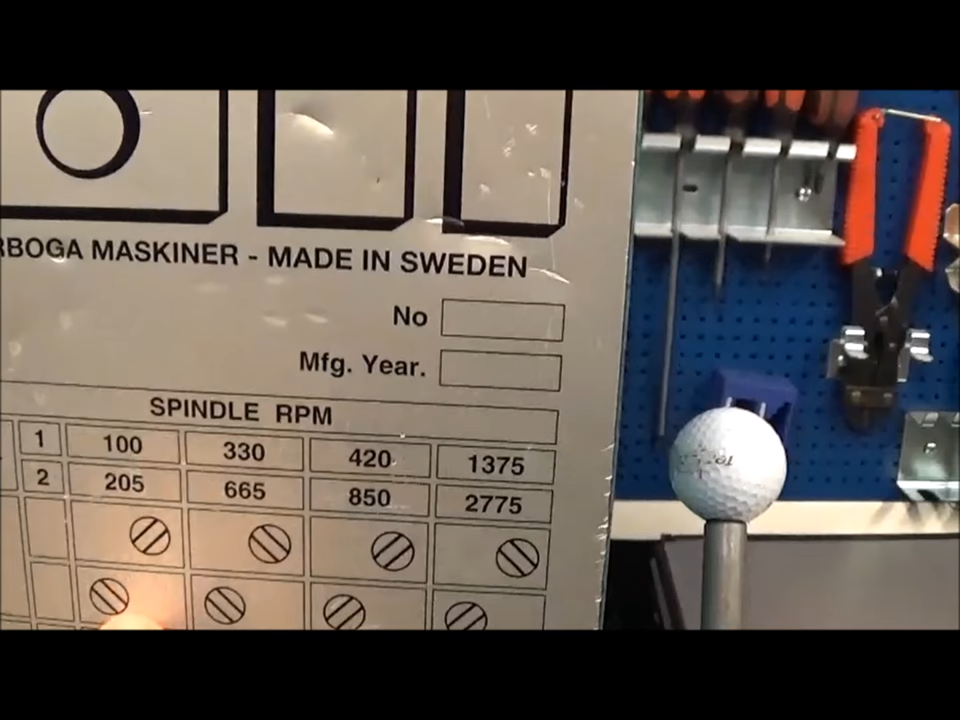 RBOGA MASKINER - MADE IN SWEDEN
No
Mfg. Year.
SPINDLE RPM
1 100 330 420 1375
2 205 665 850 2775